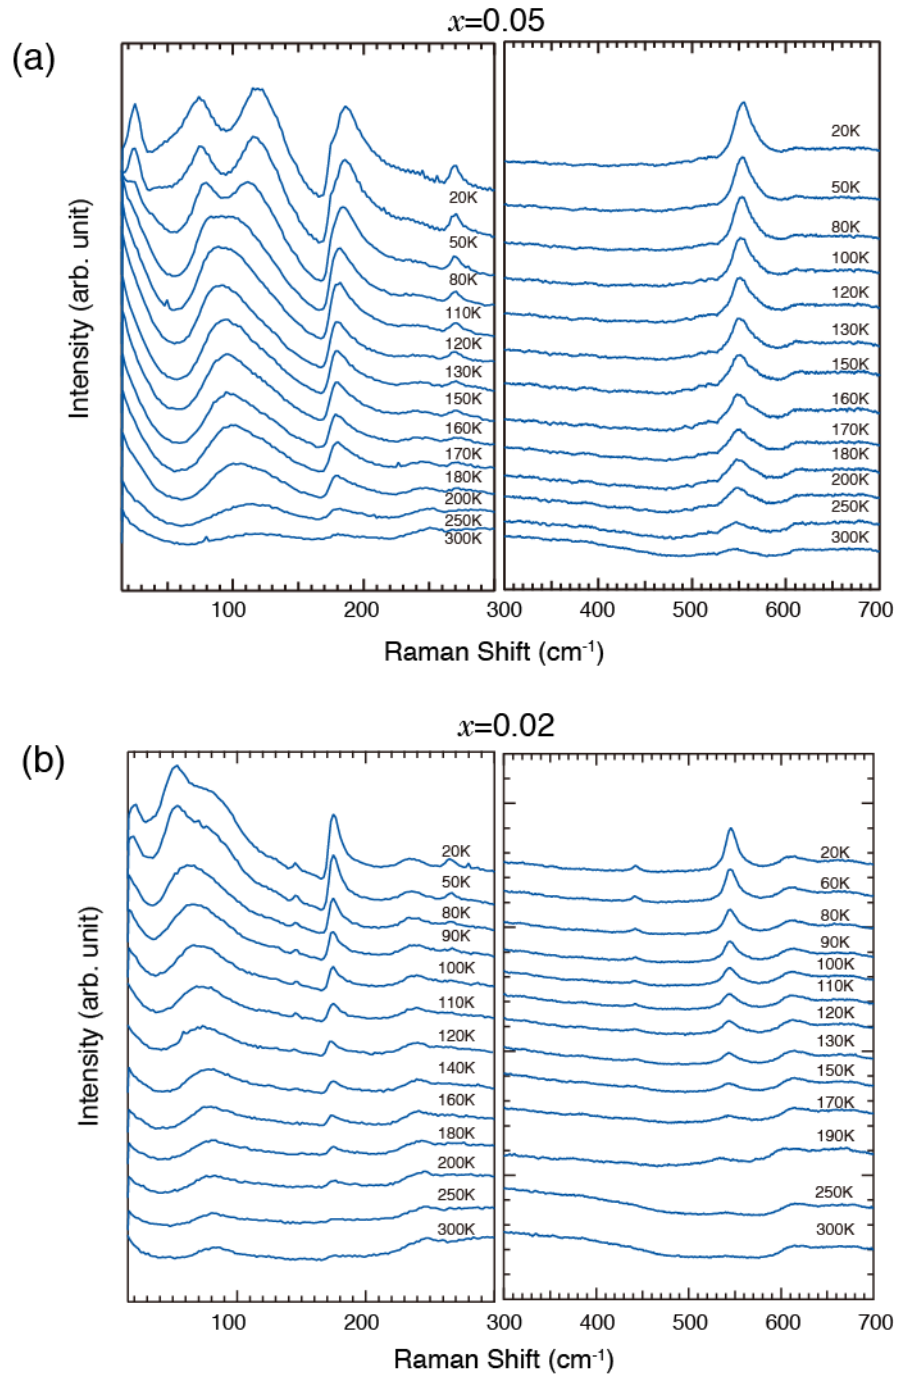 x=0.05
(a)
20K
50K
80K
110K
120K
130K
150K
160K
170K
180K
200K
250K
300K
20K
50K
80K
100K
120K
130K
150K
160K
170K
180K
200K
250K
300K
Intensity (arb. unit)
100
200
300
400
500
600
700
Raman Shift (cm⁻¹)
x=0.02
(b)
20K
50K
80K
90K
100K
110K
120K
140K
160K
180K
200K
250K
300K
20K
60K
80K
90K
100K
110K
120K
130K
150K
170K
190K
250K
300K
Intensity (arb. unit)
100
200
300
400
500
600
700
Raman Shift (cm⁻¹)